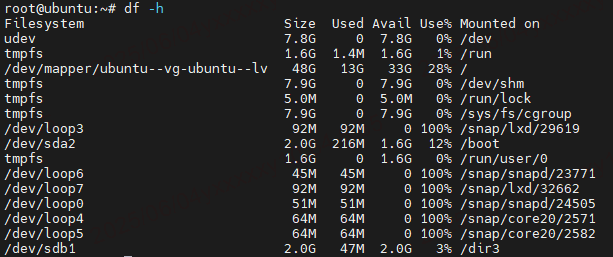 root@ubuntu:~# df -h
Filesystem Size Used Avail Use% Mounted on
udev 7.8G 0 7.8G 0% /dev
tmpfs 1.6G 1.4M 1.6G 1% /run
/dev/mapper/ubuntu--vg-ubuntu--lv 48G 13G 33G 28% /
tmpfs 7.9G 0 7.9G 0% /dev/shm
tmpfs 5.0M 0 5.0M 0% /run/lock
tmpfs 7.9G 0 7.9G 0% /sys/fs/cgroup
/dev/loop3 92M 92M 0 100% /snap/lxd/29619
/dev/sda2 2.0G 216M 1.6G 12% /boot
tmpfs 1.6G 0 1.6G 0% /run/user/0
/dev/loop6 45M 45M 0 100% /snap/snapd/23771
/dev/loop7 92M 92M 0 100% /snap/lxd/32662
/dev/loop0 51M 51M 0 100% /snap/snapd/24505
/dev/loop4 64M 64M 0 100% /snap/core20/2571
/dev/loop5 64M 64M 0 100% /snap/core20/2582
/dev/sdb1 2.0G 47M 2.0G 3% /dir3